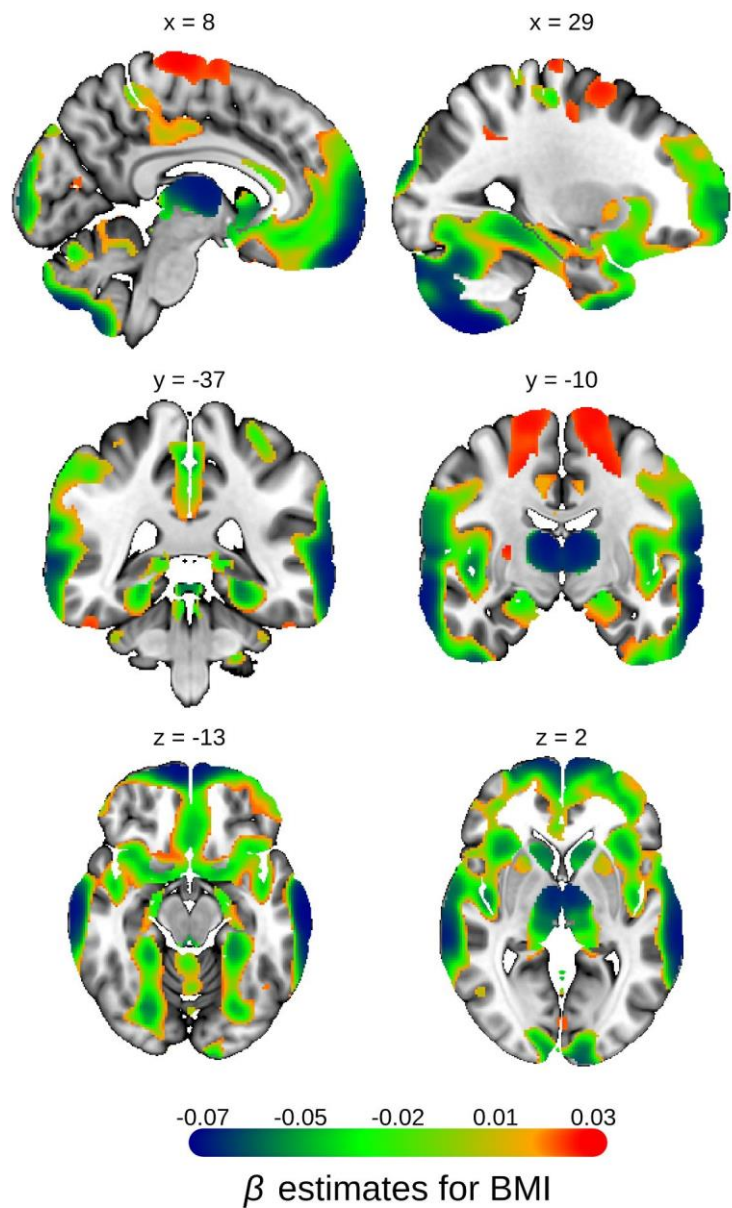 x = 8
x = 29
y = -37
y = -10
z = -13
z = 2
-0.07 -0.05 -0.02 0.01 0.03
β estimates for BMI